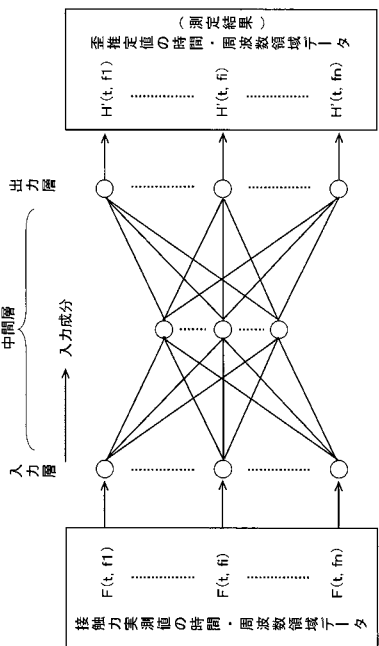 接触力実測値の時間・周波数領域データ
F(t, f1)
F(t, fi)
F(t, fn)
入力層
中間層
入力成分
出力層
H'(t, f1)
H'(t, fi)
H'(t, fn)
歪推定値の時間・周波数領域データ
(測定結果)